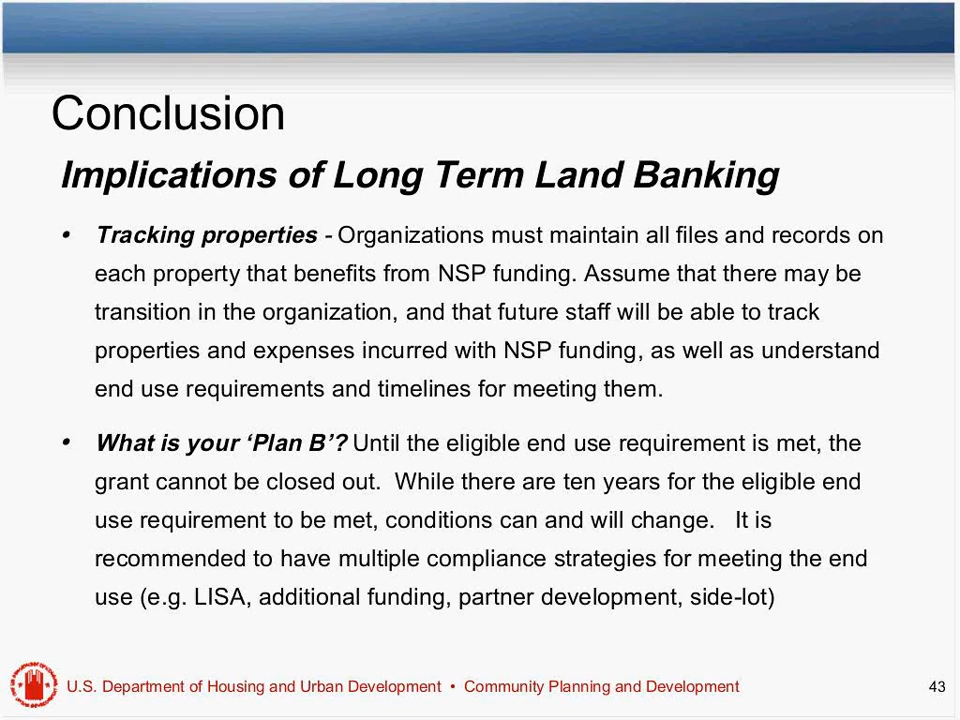 Conclusion
Implications of Long Term Land Banking
• Tracking properties - Organizations must maintain all files and records on
each property that benefits from NSP funding. Assume that there may be
transition in the organization, and that future staff will be able to track
properties and expenses incurred with NSP funding, as well as understand
end use requirements and timelines for meeting them.
• What is your ‘Plan B’? Until the eligible end use requirement is met, the
grant cannot be closed out.  While there are ten years for the eligible end
use requirement to be met, conditions can and will change.   It is
recommended to have multiple compliance strategies for meeting the end
use (e.g. LISA, additional funding, partner development, side-lot)
U.S. Department of Housing and Urban Development • Community Planning and Development 43